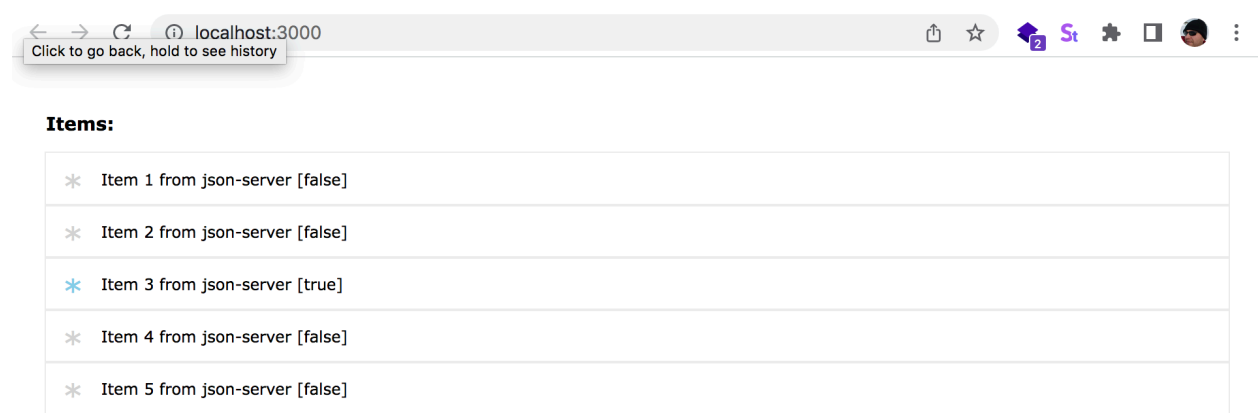 localhost:3000
Click to go back, hold to see history
2
St
Items:
Item 1 from json-server [false]
Item 2 from json-server [false]
Item 3 from json-server [true]
Item 4 from json-server [false]
Item 5 from json-server [false]